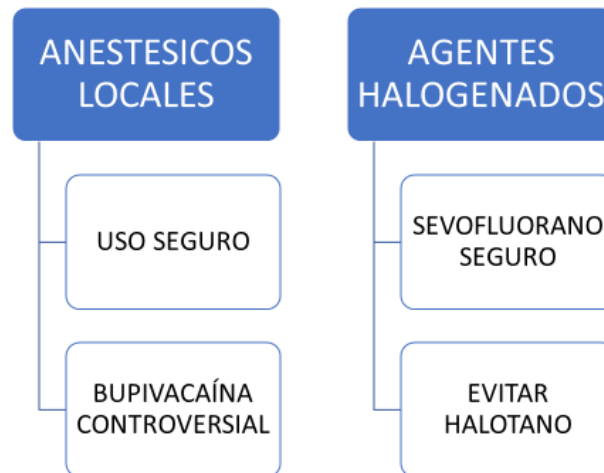 ANESTESICOS
LOCALES
USO SEGURO
BUPIVACAÍNA
CONTROVERSIAL
AGENTES
HALOGENADOS
SEVOFLUORANO
SEGURO
EVITAR
HALOTANO